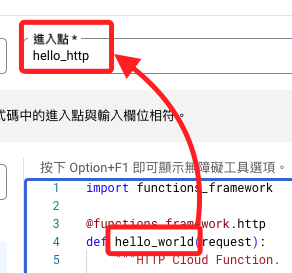 進入點 *
hello_http
式碼中的進入點與輸入欄位相符。
按下 Option+F1 即可顯示無障礙工具選項。
1 import functions_framework
2
3 @functions_framework.http
4 def hello_world(request):
5 """HTTP Cloud Function.